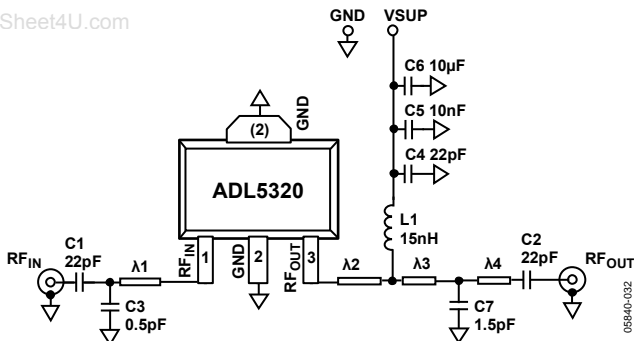 Sheet4U.com
GND VSUP
C6 10µF
C5 10nF
C4 22pF
(2)
GND
ADL5320
L1
15nH
RFIN
1
GND
2
RFOUT
3
RFIN
C1
22pF
λ1
λ2
λ3
λ4
C2
22pF
RFOUT
C3
0.5pF
C7
1.5pF
05840-032